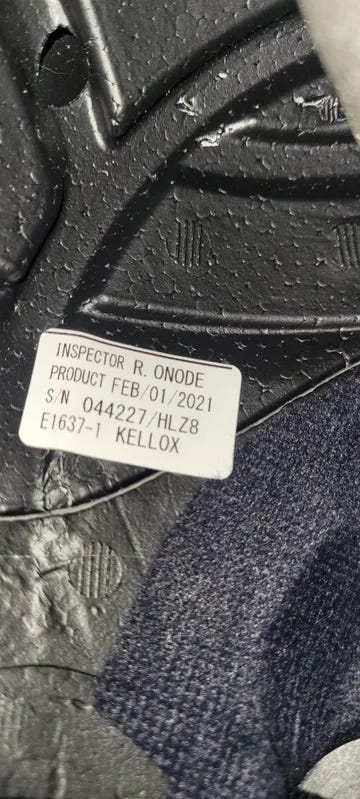 INSPECTOR R. ONODE
PRODUCT FEB/01/2021
S/N 044227/HLZ8
E1637-1 KELLOX